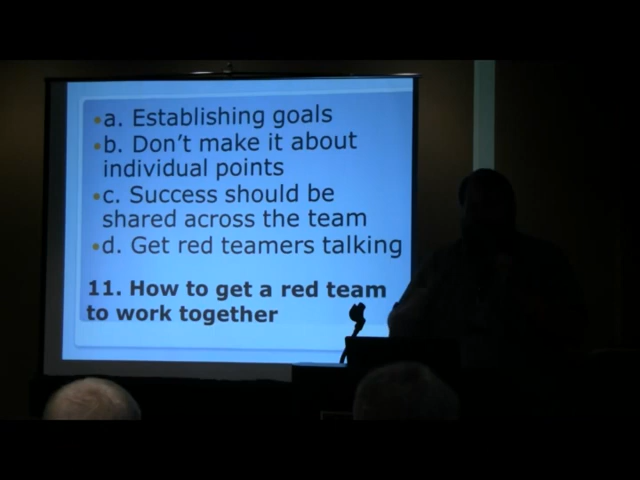 •a. Establishing goals
•b. Don't make it about
individual points
•c. Success should be
shared across the team
•d. Get red teamers talking
11. How to get a red team
to work together